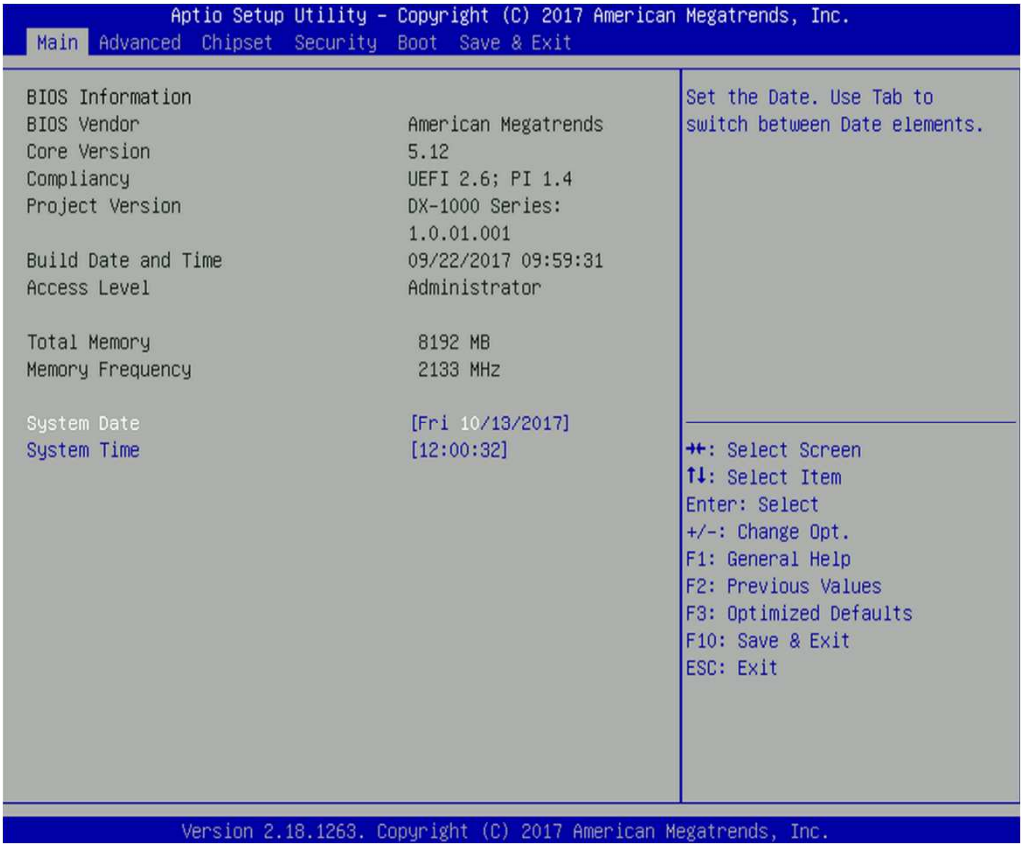 Aptio Setup Utility – Copyright (C) 2017 American Megatrends, Inc.
Main Advanced Chipset Security Boot Save & Exit
BIOS Information
BIOS Vendor American Megatrends
Core Version 5.12
Compliancy UEFI 2.6; PI 1.4
Project Version DX-1000 Series:
1.0.01.001
Build Date and Time 09/22/2017 09:59:31
Access Level Administrator
Total Memory 8192 MB
Memory Frequency 2133 MHz
System Date [Fri 10/13/2017]
System Time [12:00:32]
Set the Date. Use Tab to
switch between Date elements.
→←: Select Screen
↑↓: Select Item
Enter: Select
+/-: Change Opt.
F1: General Help
F2: Previous Values
F3: Optimized Defaults
F10: Save & Exit
ESC: Exit
Version 2.18.1263. Copyright (C) 2017 American Megatrends, Inc.